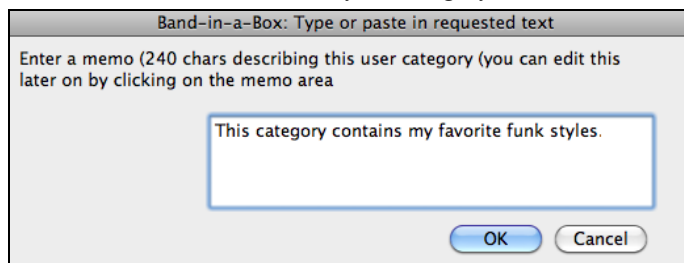 Band-in-a-Box: Type or paste in requested text
Enter a memo (240 chars describing this user category (you can edit this
later on by clicking on the memo area
This category contains my favorite funk styles.
OK Cancel